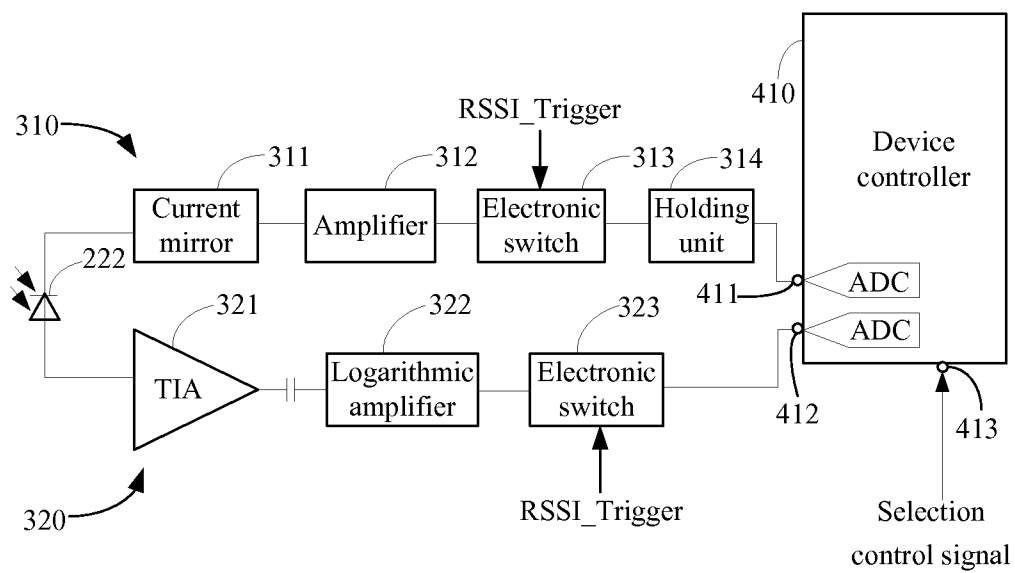 410
RSSI_Trigger
310
311
312
313
314
Device
controller
Current
mirror
Amplifier
Electronic
switch
Holding
unit
222
ADC
411
321
322
323
ADC
TIA
Logarithmic
amplifier
Electronic
switch
412
413
320
RSSI_Trigger
Selection
control signal